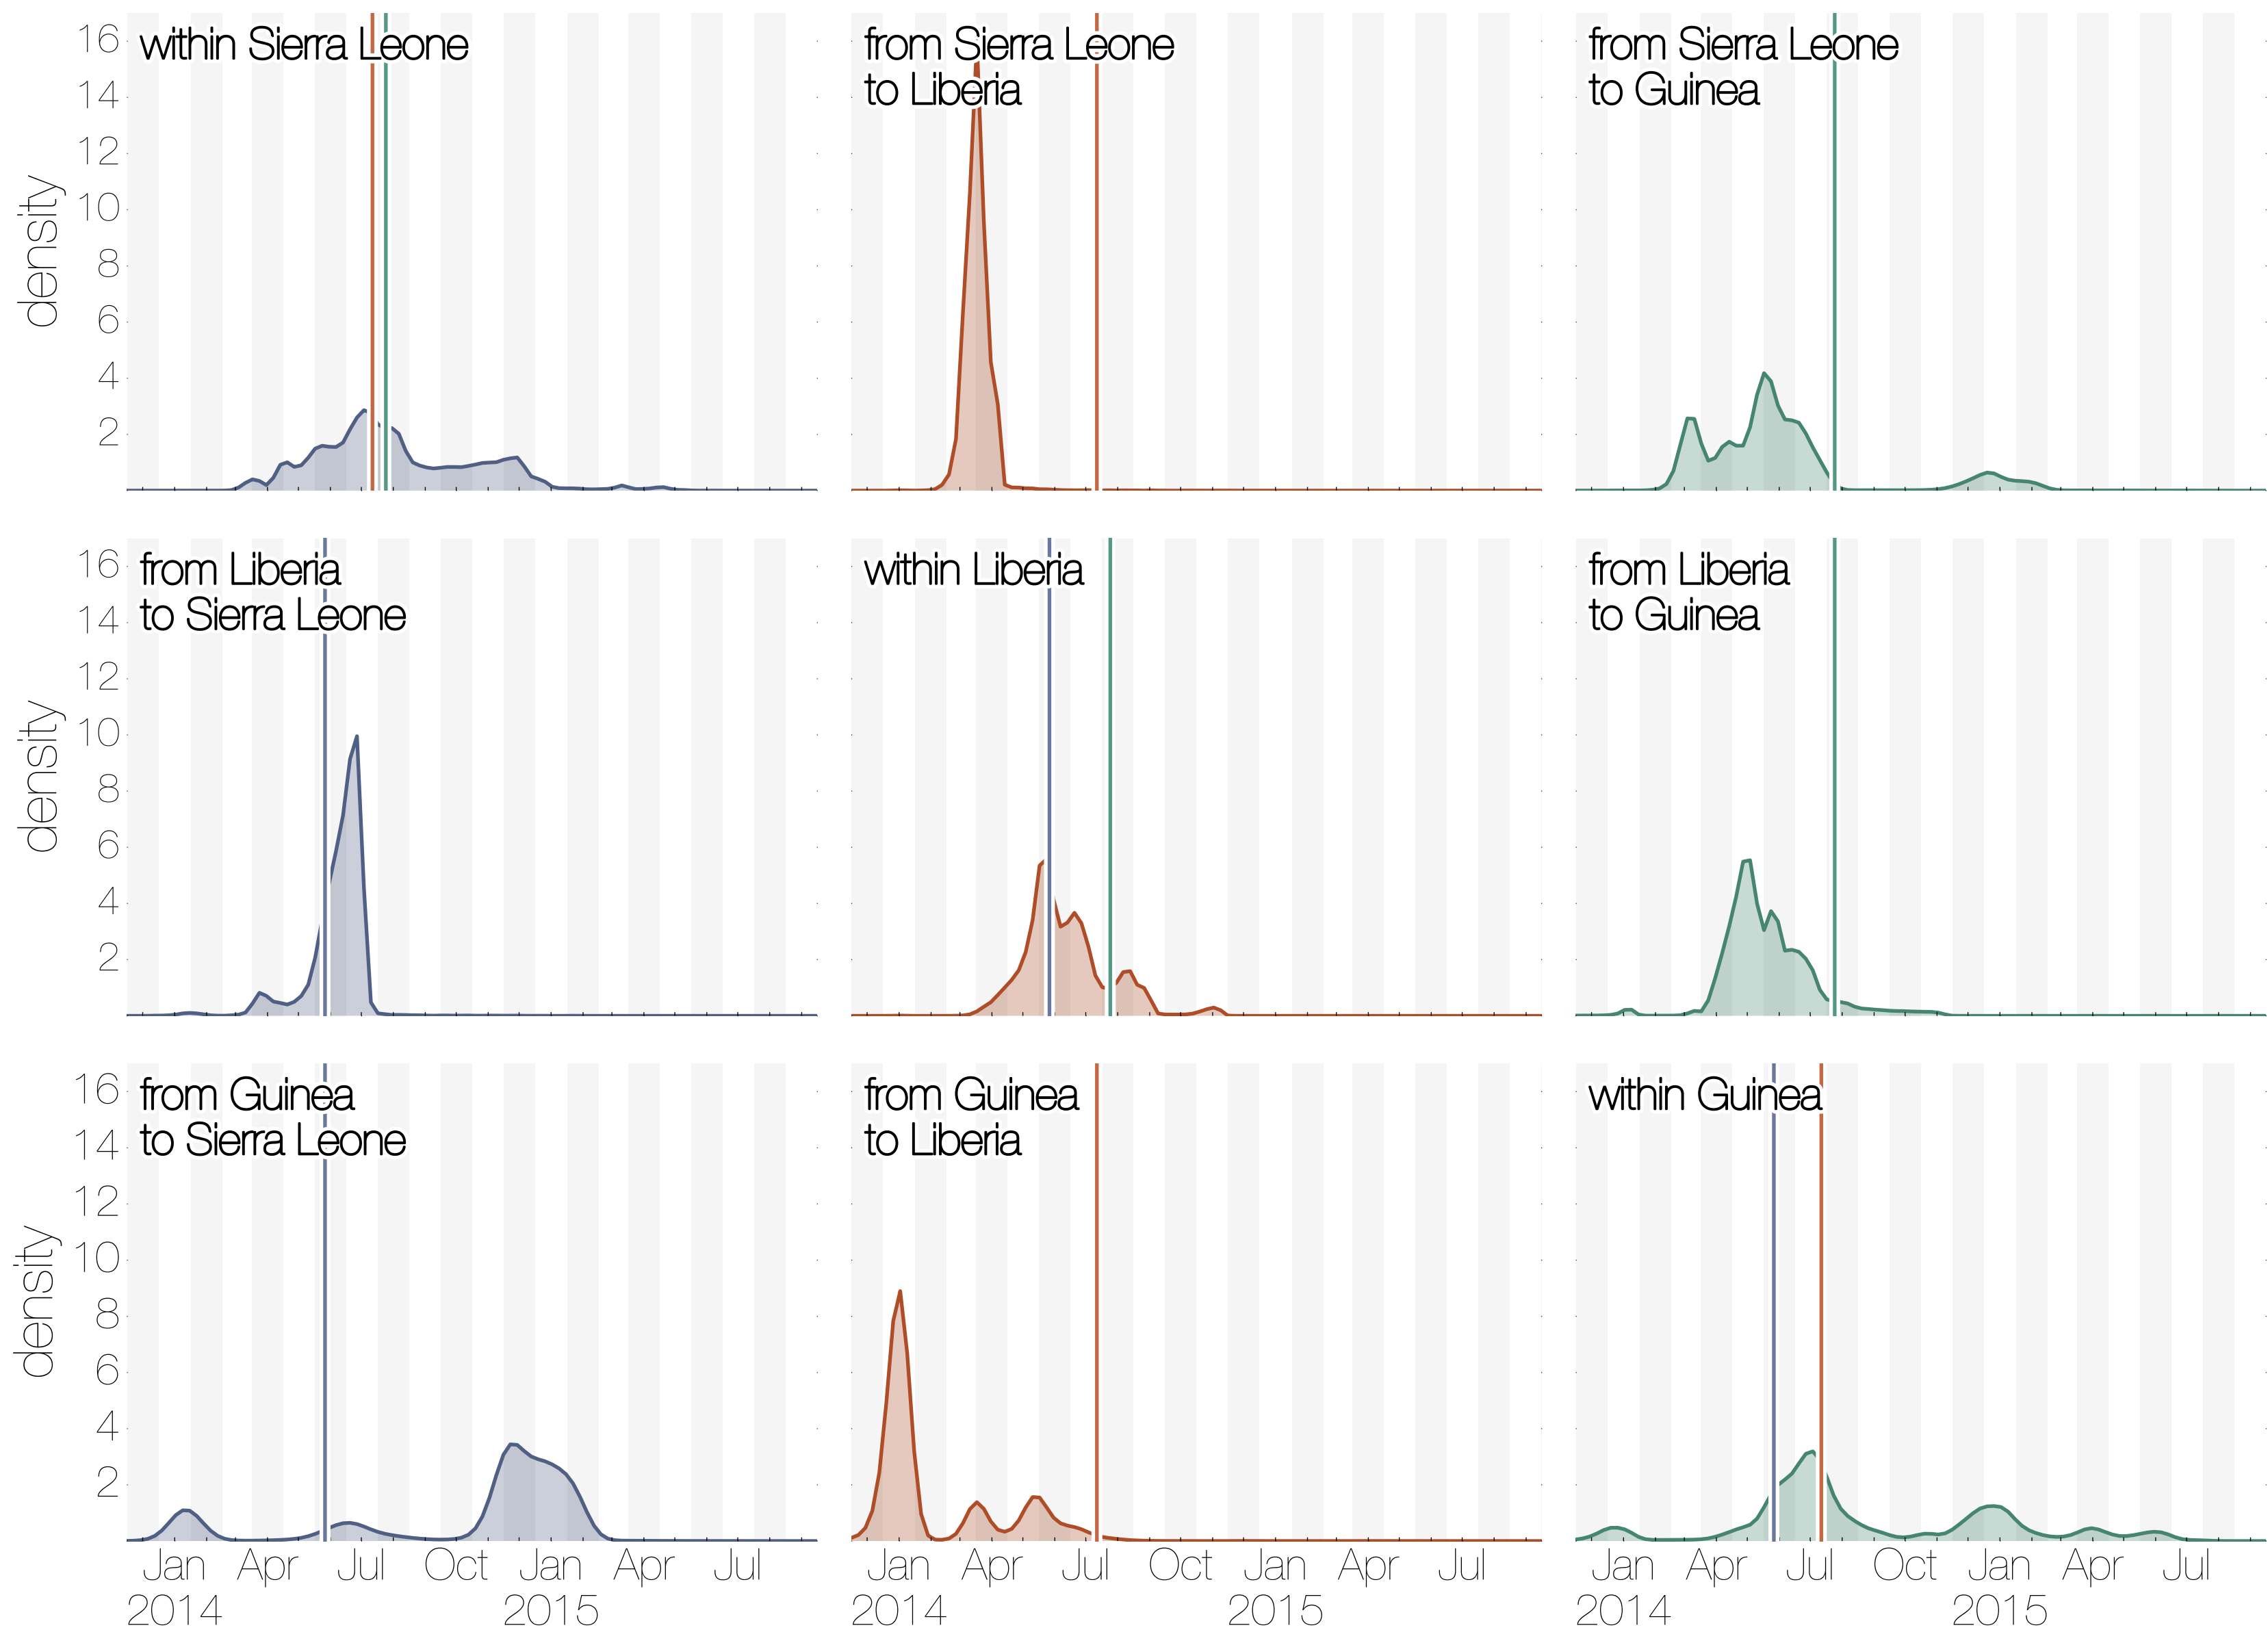 within Sierra Leone
from Sierra Leone
to Liberia
from Sierra Leone
to Guinea
density
16
14
12
10
8
6
4
2
from Liberia
to Sierra Leone
within Liberia
from Liberia
to Guinea
density
16
14
12
10
8
6
4
2
from Guinea
to Sierra Leone
from Guinea
to Liberia
within Guinea
density
16
14
12
10
8
6
4
2
Jan Apr Jul Oct Jan Apr Jul
2014 2015
Jan Apr Jul Oct Jan Apr Jul
2014 2015
Jan Apr Jul Oct Jan Apr Jul
2014 2015